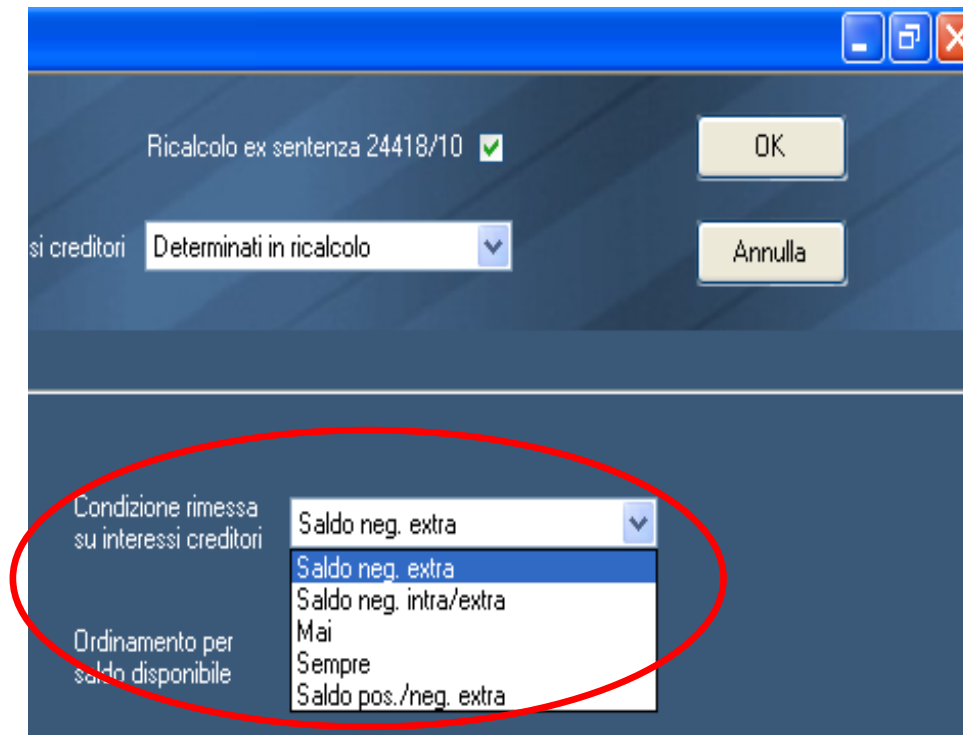 Ricalcolo ex sentenza 24418/10
OK
si creditori
Determinati in ricalcolo
Annulla
Condizione rimessa
su interessi creditori
Saldo neg. extra
Saldo neg. extra
Saldo neg. intra/extra
Mai
Sempre
Saldo pos./neg. extra
Ordinamento per
saldo disponibile